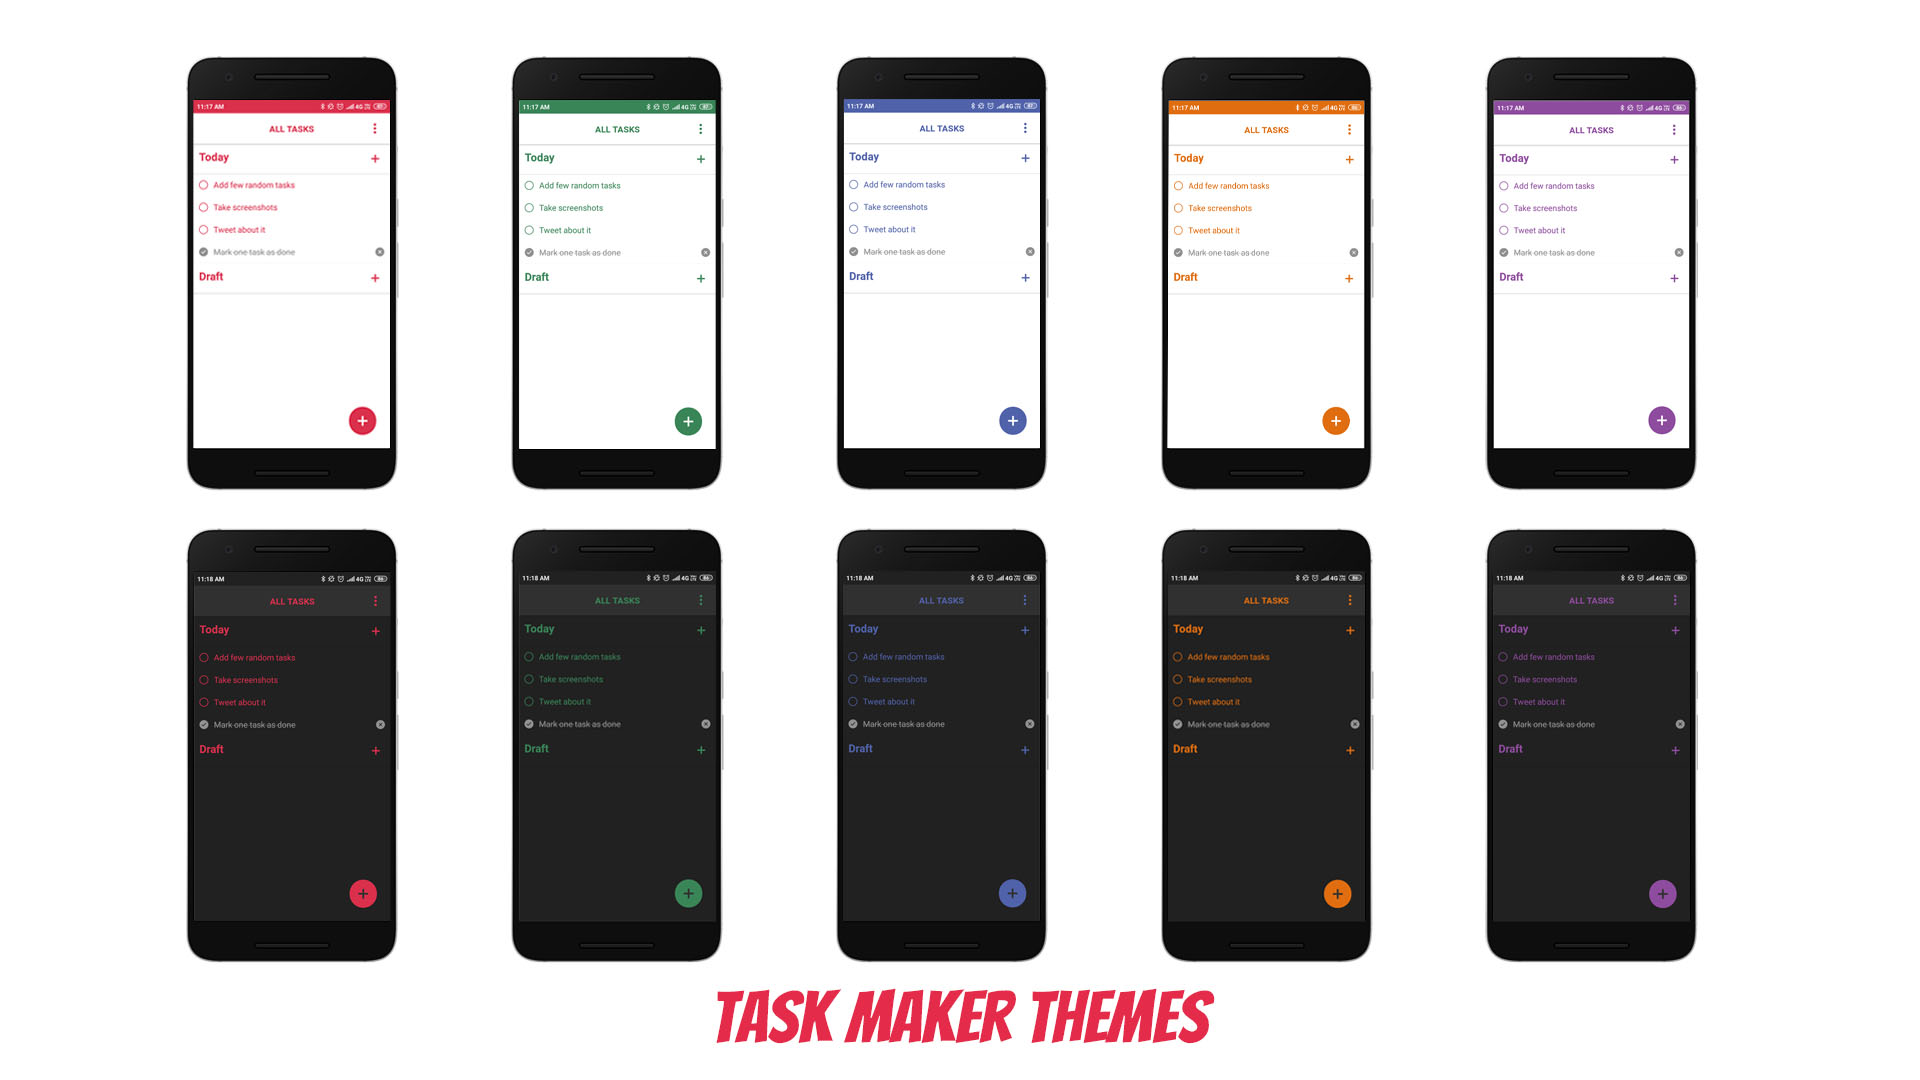 11:17 AM 4G
ALL TASKS
Today +
Add few random tasks
Take screenshots
Tweet about it
Mark one task as done
Draft +
+
11:17 AM 4G
ALL TASKS
Today +
Add few random tasks
Take screenshots
Tweet about it
Mark one task as done
Draft +
+
11:17 AM 4G
ALL TASKS
Today +
Add few random tasks
Take screenshots
Tweet about it
Mark one task as done
Draft +
+
11:17 AM 4G
ALL TASKS
Today +
Add few random tasks
Take screenshots
Tweet about it
Mark one task as done
Draft +
+
11:17 AM 4G
ALL TASKS
Today +
Add few random tasks
Take screenshots
Tweet about it
Mark one task as done
Draft +
+
11:18 AM 4G
ALL TASKS
Today +
Add few random tasks
Take screenshots
Tweet about it
Mark one task as done
Draft +
+
11:18 AM 4G
ALL TASKS
Today +
Add few random tasks
Take screenshots
Tweet about it
Mark one task as done
Draft +
+
11:18 AM 4G
ALL TASKS
Today +
Add few random tasks
Take screenshots
Tweet about it
Mark one task as done
Draft +
+
11:18 AM 4G
ALL TASKS
Today +
Add few random tasks
Take screenshots
Tweet about it
Mark one task as done
Draft +
+
11:18 AM 4G
ALL TASKS
Today +
Add few random tasks
Take screenshots
Tweet about it
Mark one task as done
Draft +
+
TASK MAKER THEMES